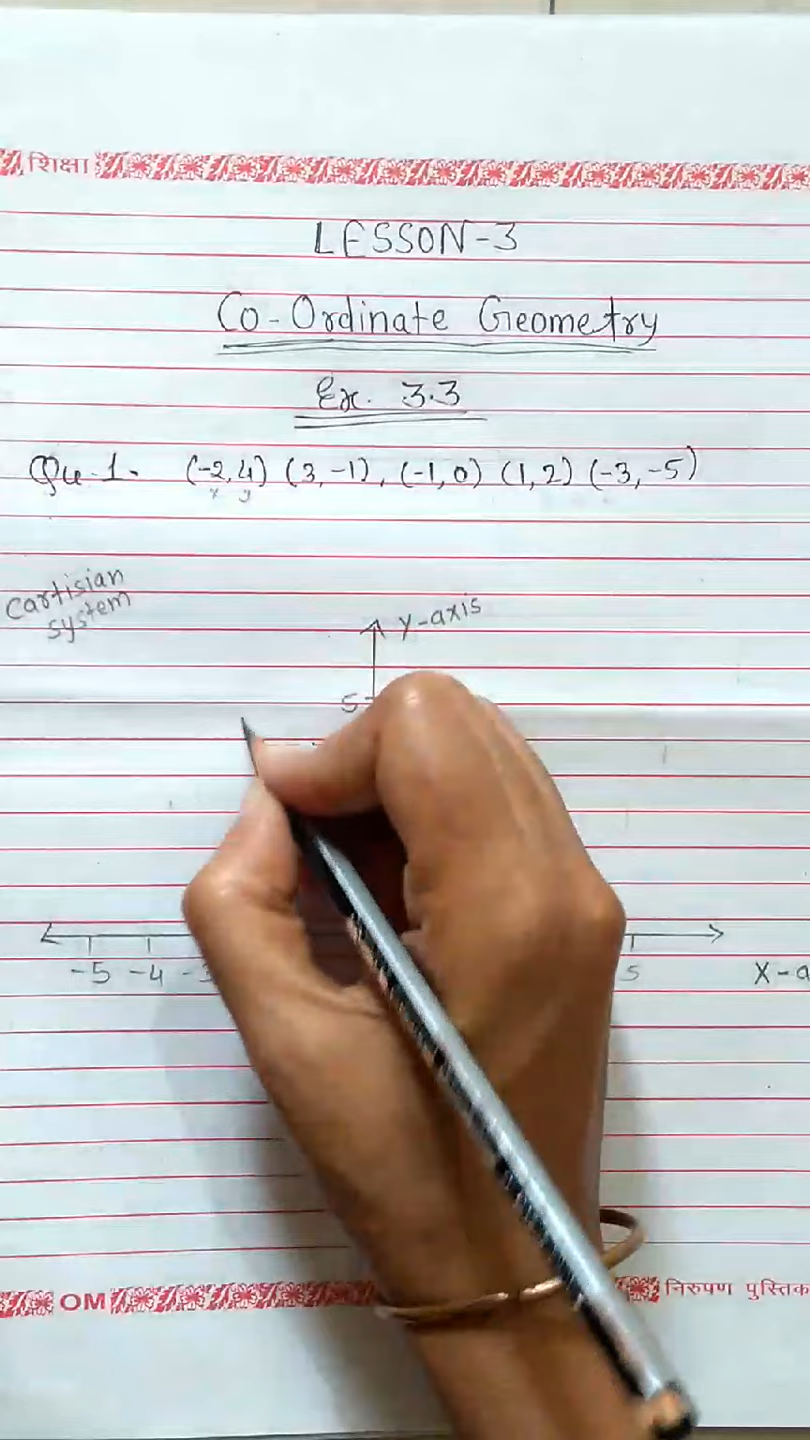 शिक्षा
LESSON-3
Co-Ordinate Geometry
Ex. 3.3
Qu.1. (-2,4) (3,-1), (-1,0) (1,2) (-3,-5)
x y
Cartisian
system
y-axis
5
-5 -4 -3 5 X-a
OM निरुपण पुस्तिक